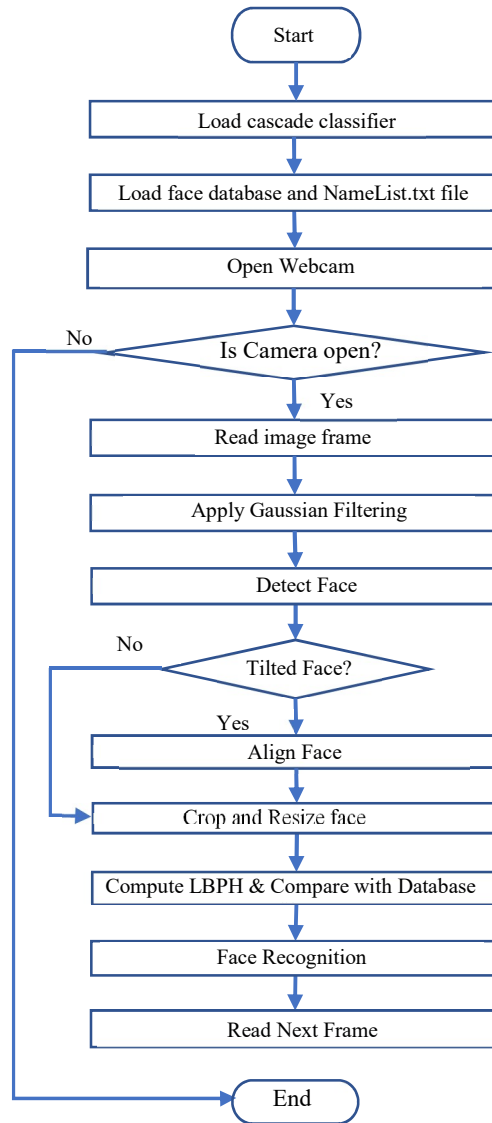 Start
Load cascade classifier
Load face database and NameList.txt file
Open Webcam
No
Is Camera open?
Yes
Read image frame
Apply Gaussian Filtering
Detect Face
No
Tilted Face?
Yes
Align Face
Crop and Resize face
Compute LBPH & Compare with Database
Face Recognition
Read Next Frame
End